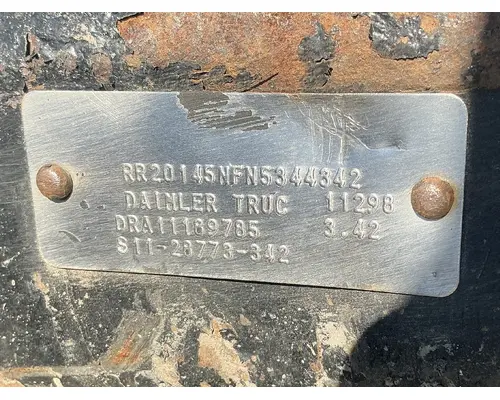 RR20145NFN5344342
DAIMLER TRUC 11298
DRA11189785 3.42
S11-28773-342